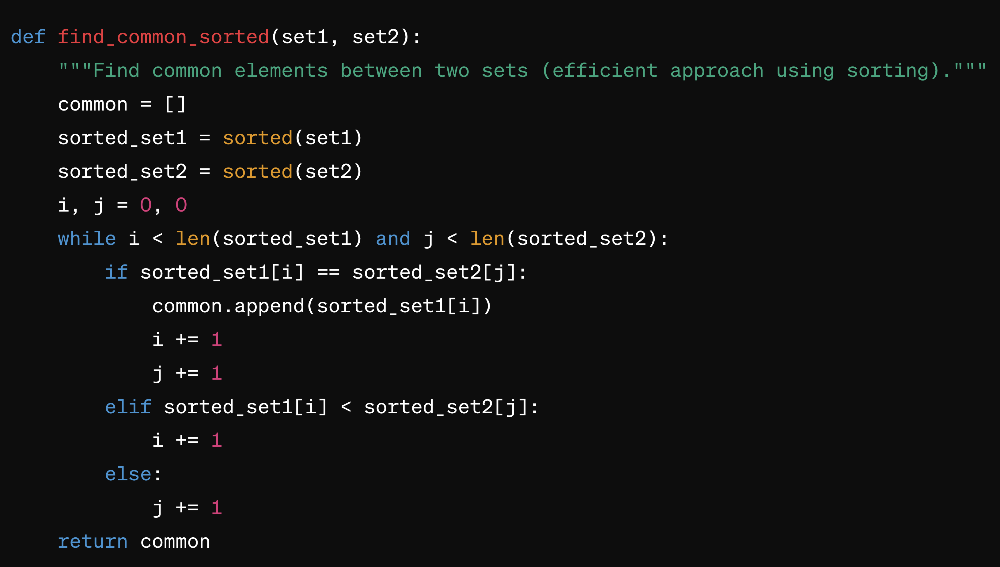 def find_common_sorted(set1, set2):
    """Find common elements between two sets (efficient approach using sorting)."""
    common = []
    sorted_set1 = sorted(set1)
    sorted_set2 = sorted(set2)
    i, j = 0, 0
    while i < len(sorted_set1) and j < len(sorted_set2):
        if sorted_set1[i] == sorted_set2[j]:
            common.append(sorted_set1[i])
            i += 1
            j += 1
        elif sorted_set1[i] < sorted_set2[j]:
            i += 1
        else:
            j += 1
    return common